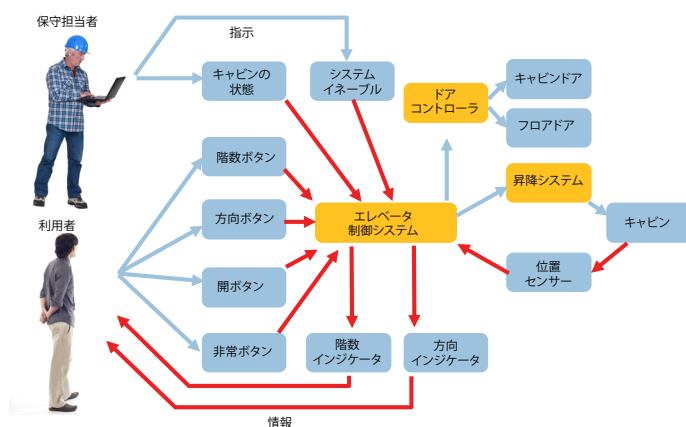 保守担当者
指示
キャビンの
状態
システム
イネーブル
ドア
コントローラ
キャビンドア
フロアドア
階数ボタン
昇降システム
利用者
方向ボタン
エレベータ
制御システム
キャビン
開ボタン
位置
センサー
非常ボタン
階数
インジケータ
方向
インジケータ
情報